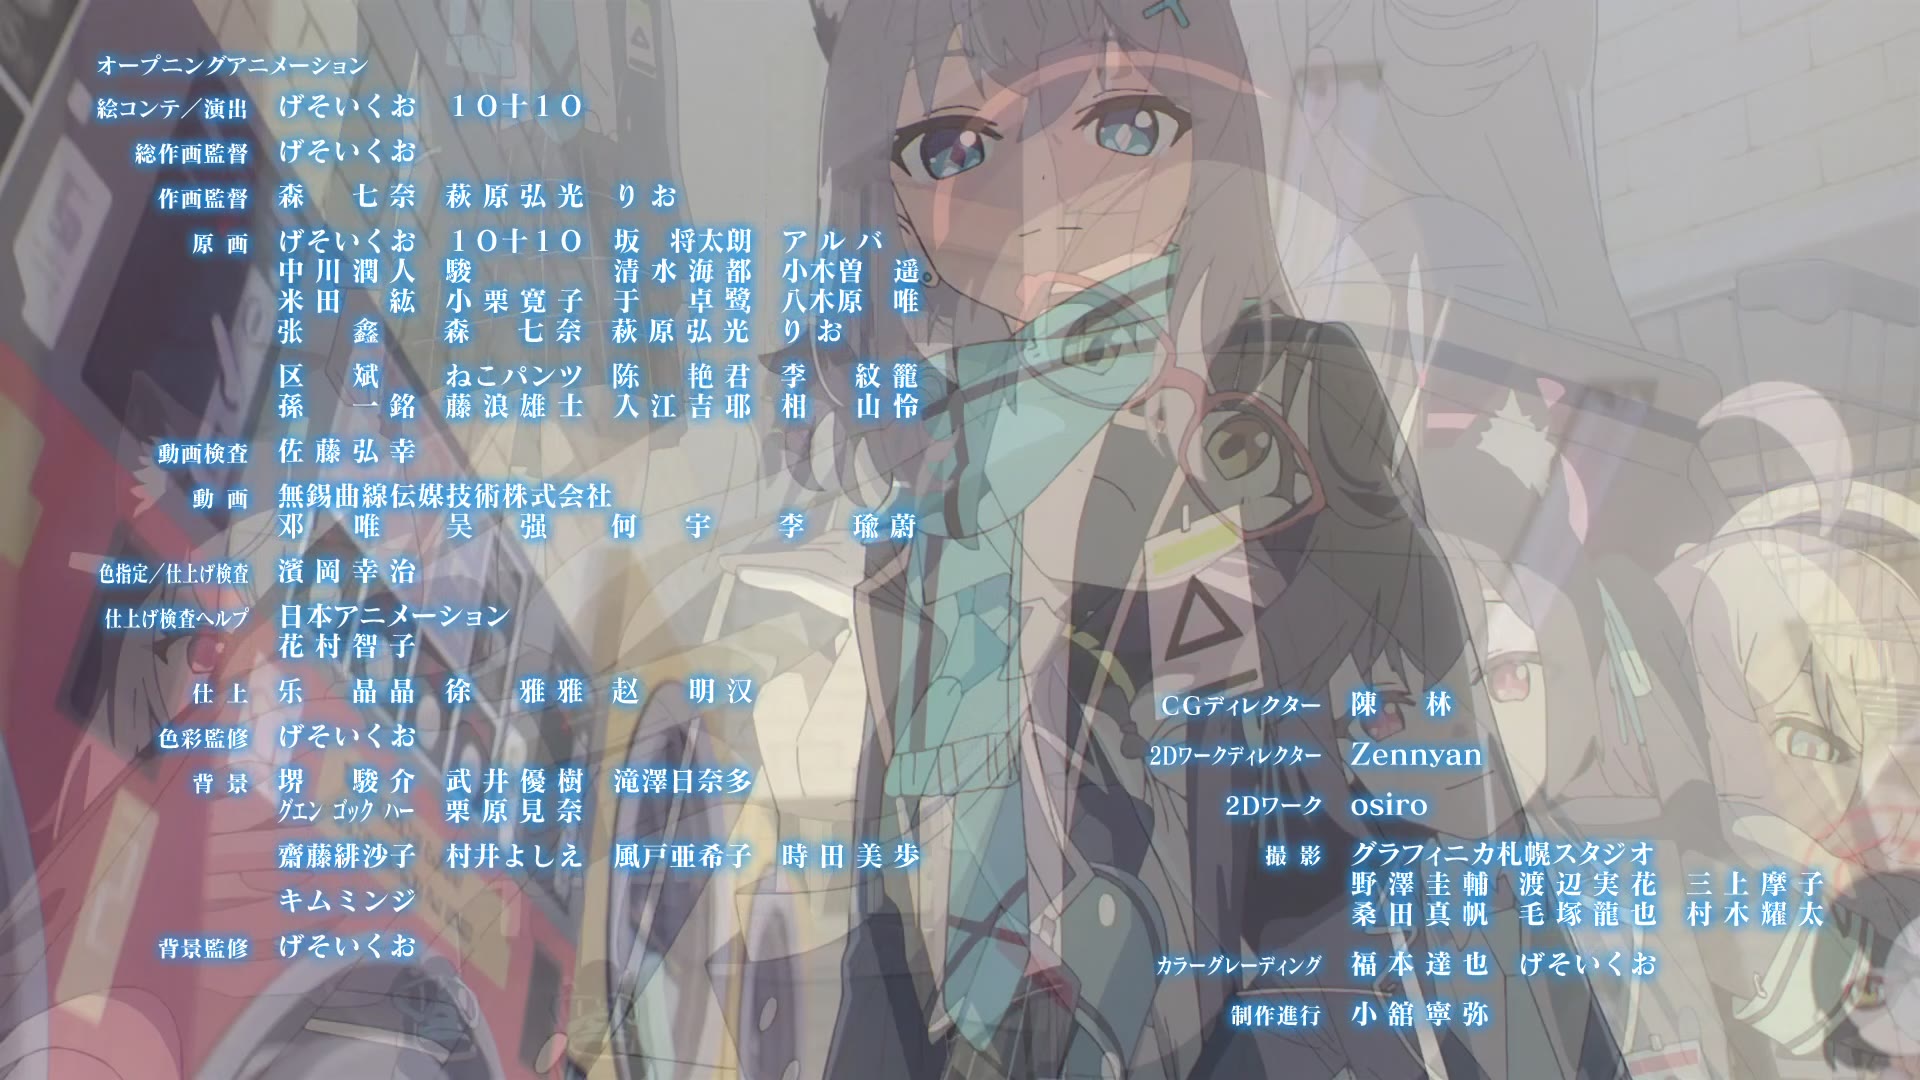 オープニングアニメーション
絵コンテ／演出 げそいくお 10十10
総作画監督 げそいくお
作画監督 森 七奈 萩原弘光 りお
原画 げそいくお 10十10 坂 将太朗 アルバ
中川潤人 駿 清水海都 小木曽 遥
米田 紘 小栗寛子 于 卓鹭 八木原 唯
张 鑫 森 七奈 萩原弘光 りお
区 斌 ねこパンツ 陈 艳君 李 紋籠
孫 一銘 藤浪雄士 入江吉耶 相 山怜
動画検査 佐藤弘幸
動画 無錫曲線伝媒技術株式会社
邓 唯 吴 强 何 宇 李 瑜蔚
色指定／仕上げ検査 濱岡幸治
仕上げ検査ヘルプ 日本アニメーション
花村智子
仕上 乐 晶晶 徐 雅雅 赵 明汉
色彩監修 げそいくお
背景 堺 駿介 武井優樹 滝澤日奈多
グエン ゴック ハー 栗原見奈
齋藤緋沙子 村井よしえ 風戸亜希子 時田美歩
キムミンジ
背景監修 げそいくお
CGディレクター 陳 林
2Dワークディレクター Zennyan
2Dワーク osiro
撮影 グラフィニカ札幌スタジオ
野澤圭輔 渡辺実花 三上摩子
桑田真帆 毛塚龍也 村木耀太
カラーグレーディング 福本達也 げそいくお
制作進行 小舘寧弥